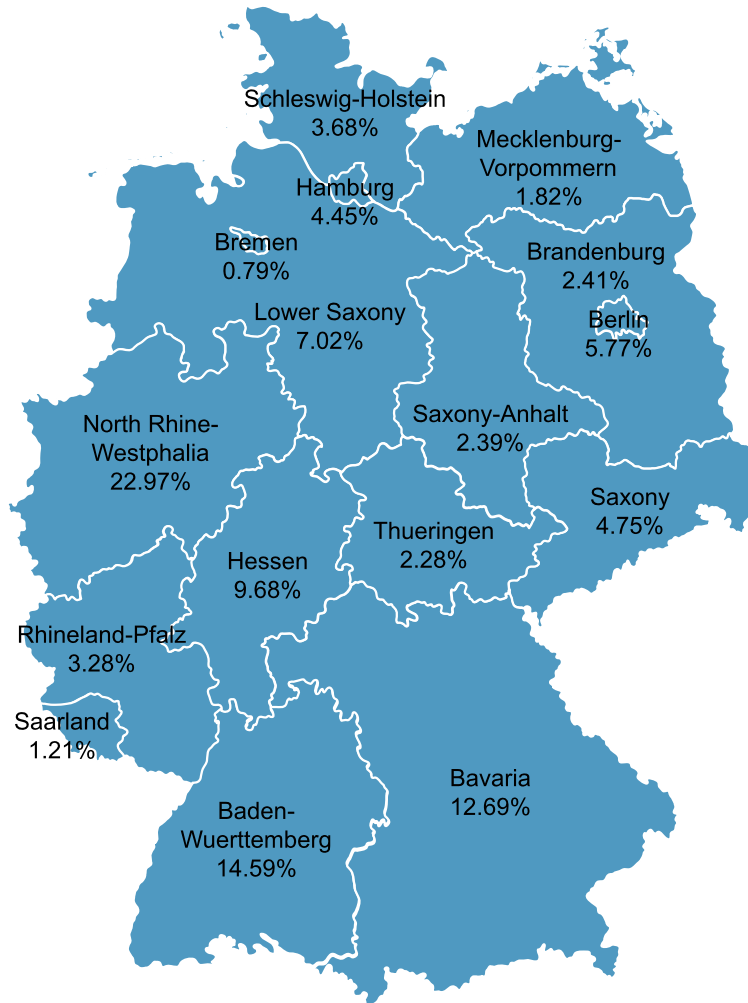 Schleswig-Holstein
3.68%
Mecklenburg-
Vorpommern
1.82%
Hamburg
4.45%
Bremen
0.79%
Brandenburg
2.41%
Lower Saxony
7.02%
Berlin
5.77%
North Rhine-
Westphalia
22.97%
Saxony-Anhalt
2.39%
Saxony
4.75%
Thueringen
2.28%
Hessen
9.68%
Rhineland-Pfalz
3.28%
Saarland
1.21%
Bavaria
12.69%
Baden-
Wuerttemberg
14.59%